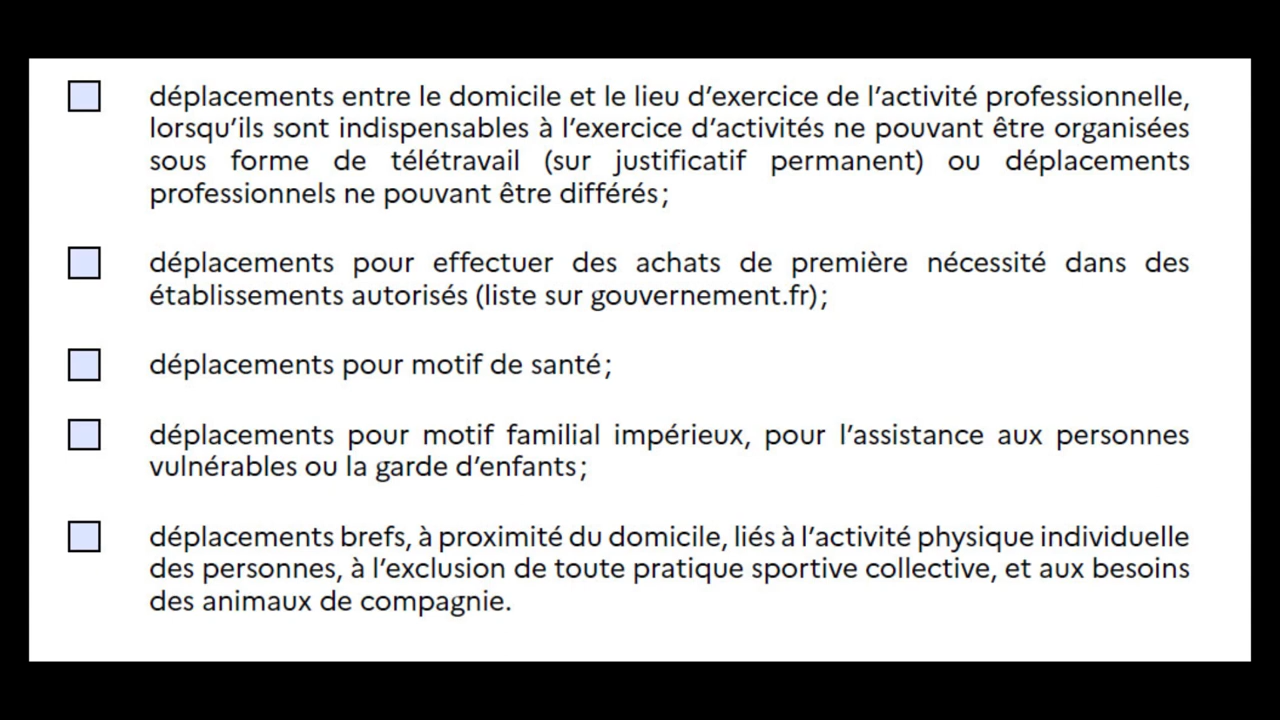 déplacements entre le domicile et le lieu d’exercice de l’activité professionnelle,
lorsqu’ils sont indispensables à l’exercice d’activités ne pouvant être organisées
sous forme de télétravail (sur justificatif permanent) ou déplacements
professionnels ne pouvant être différés ;
déplacements pour effectuer des achats de première nécessité dans des
établissements autorisés (liste sur gouvernement.fr) ;
déplacements pour motif de santé ;
déplacements pour motif familial impérieux, pour l’assistance aux personnes
vulnérables ou la garde d’enfants ;
déplacements brefs, à proximité du domicile, liés à l’activité physique individuelle
des personnes, à l’exclusion de toute pratique sportive collective, et aux besoins
des animaux de compagnie.